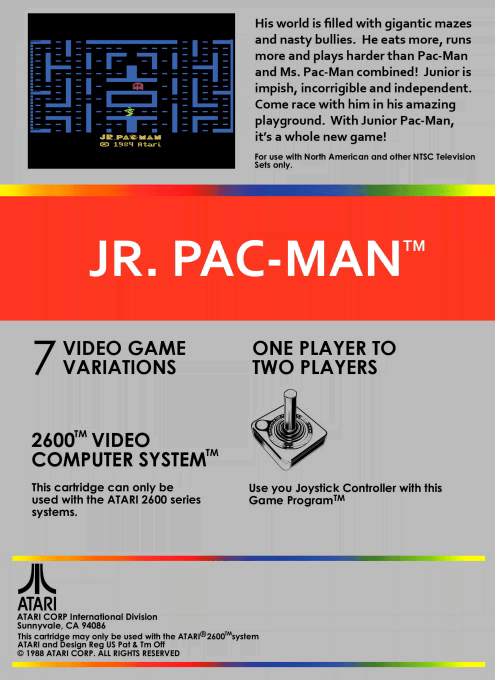 His world is filled with gigantic mazes
and nasty bullies. He eats more, runs
more and plays harder than Pac-Man
and Ms. Pac-Man combined! Junior is
impish, incorrigible and independent.
Come race with him in his amazing
playground. With Junior Pac-Man,
it's a whole new game!
For use with North American and other NTSC Television
Sets only.
JR.PAC-MAN
© 1984 Atari
JR. PAC-MAN™
7 VIDEO GAME
VARIATIONS
ONE PLAYER TO
TWO PLAYERS
2600™ VIDEO
COMPUTER SYSTEM™
This cartridge can only be
used with the ATARI 2600 series
systems.
Use you Joystick Controller with this
Game Program™
ATARI
ATARI CORP International Division
Sunnyvale, CA 94086
This cartridge may only be used with the ATARI®2600™system
ATARI and Design Reg US Pat & Tm Off
© 1988 ATARI CORP. ALL RIGHTS RESERVED